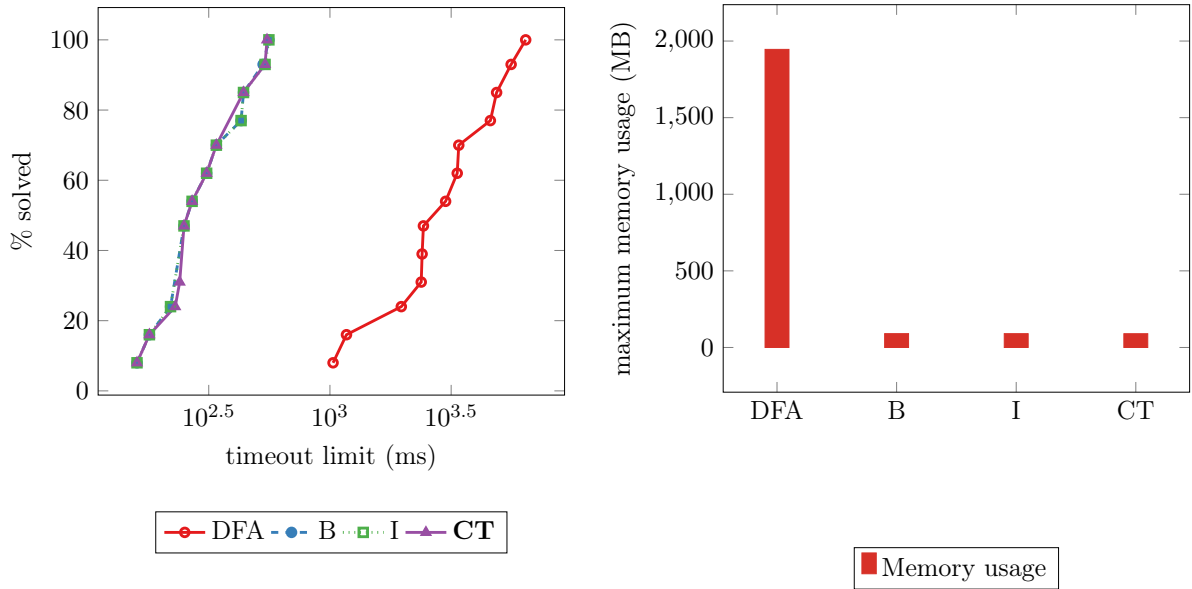 % solved
100
80
60
40
20
0
10^2.5 10^3 10^3.5
timeout limit (ms)
DFA B I CT
maximum memory usage (MB)
2,000
1,500
1,000
500
0
DFA B I CT
Memory usage